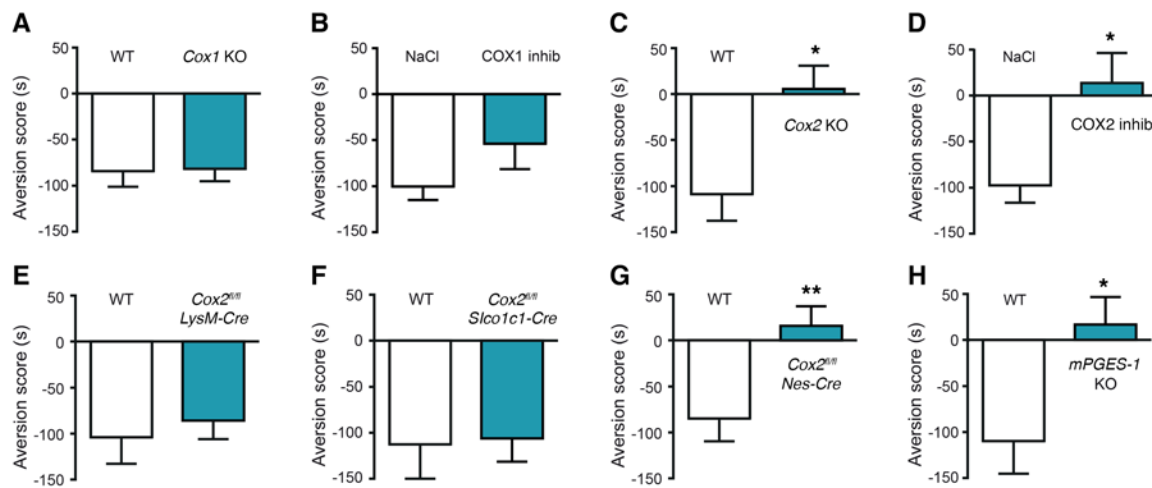 A
Aversion score (s)
50
0
-50
-100
-150
WT
Cox1 KO
B
Aversion score (s)
50
0
-50
-100
-150
NaCl
COX1 inhib
C
Aversion score (s)
50
0
-50
-100
-150
WT
*
Cox2 KO
D
Aversion score (s)
50
0
-50
-100
-150
NaCl
*
COX2 inhib
E
Aversion score (s)
50
0
-50
-100
-150
WT
Cox2fl/fl
LysM-Cre
F
Aversion score (s)
50
0
-50
-100
-150
WT
Cox2fl/fl
Slco1c1-Cre
G
Aversion score (s)
50
0
-50
-100
-150
WT
**
Cox2fl/fl
Nes-Cre
H
Aversion score (s)
50
0
-50
-100
-150
WT
*
mPGES-1
KO